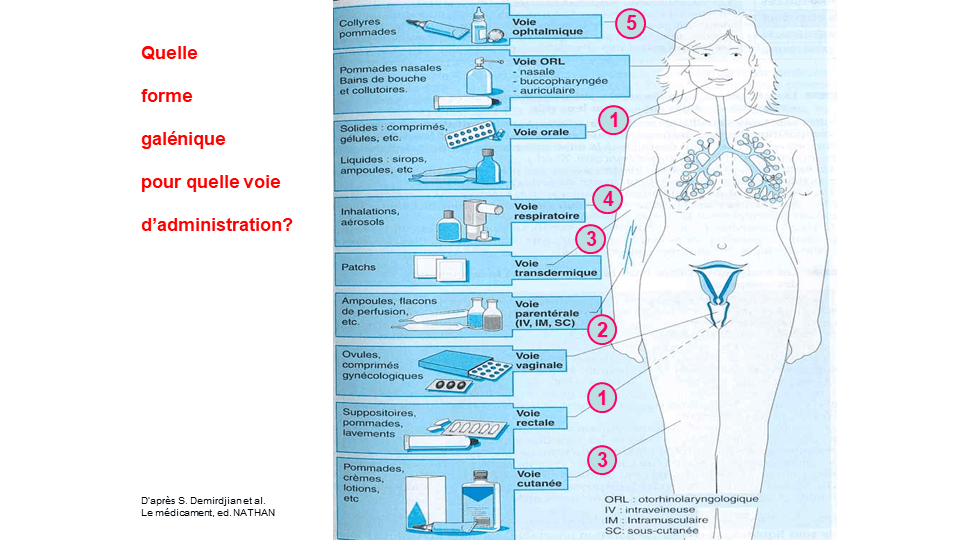 Quelle
forme
galénique
pour quelle voie
d'administration?
D'après S. Demirdjian et al.
Le médicament, ed. NATHAN
Collyres
pommades
Voie
ophtalmique
5
Pommades nasales
Bains de bouche
et collutoires.
Voie ORL
- nasale
- buccopharyngée
- auriculaire
1
Solides : comprimés,
gélules, etc.
Liquides : sirops,
ampoules, etc
Voie orale
4
Inhalations,
aérosols
Voie
respiratoire
3
Patchs
Voie
transdermique
Ampoules, flacons
de perfusion,
etc.
Voie
parentérale
(IV, IM, SC)
2
Ovules,
comprimés
gynécologiques
Voie
vaginale
1
Suppositoires,
pommades,
lavements
Voie
rectale
3
Pommades,
crèmes,
lotions,
etc
Voie
cutanée
ORL : otorhinolaryngologique
IV : intraveineuse
IM : Intramusculaire
SC: sous-cutanée